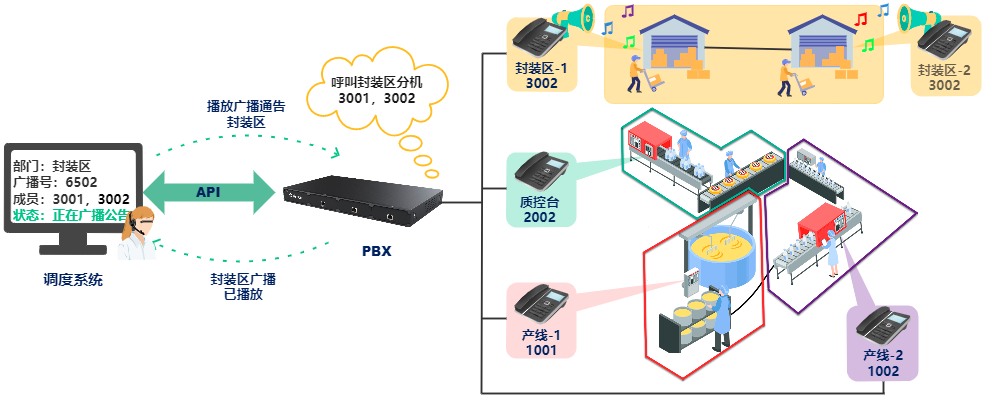 呼叫封装区分机
3001，3002
播放广播通告
封装区
部门：封装区
广播号：6502
成员：3001，3002
状态：正在广播公告
API
调度系统
PBX
封装区广播
已播放
封装区-1
3002
封装区-2
3002
质控台
2002
产线-1
1001
产线-2
1002